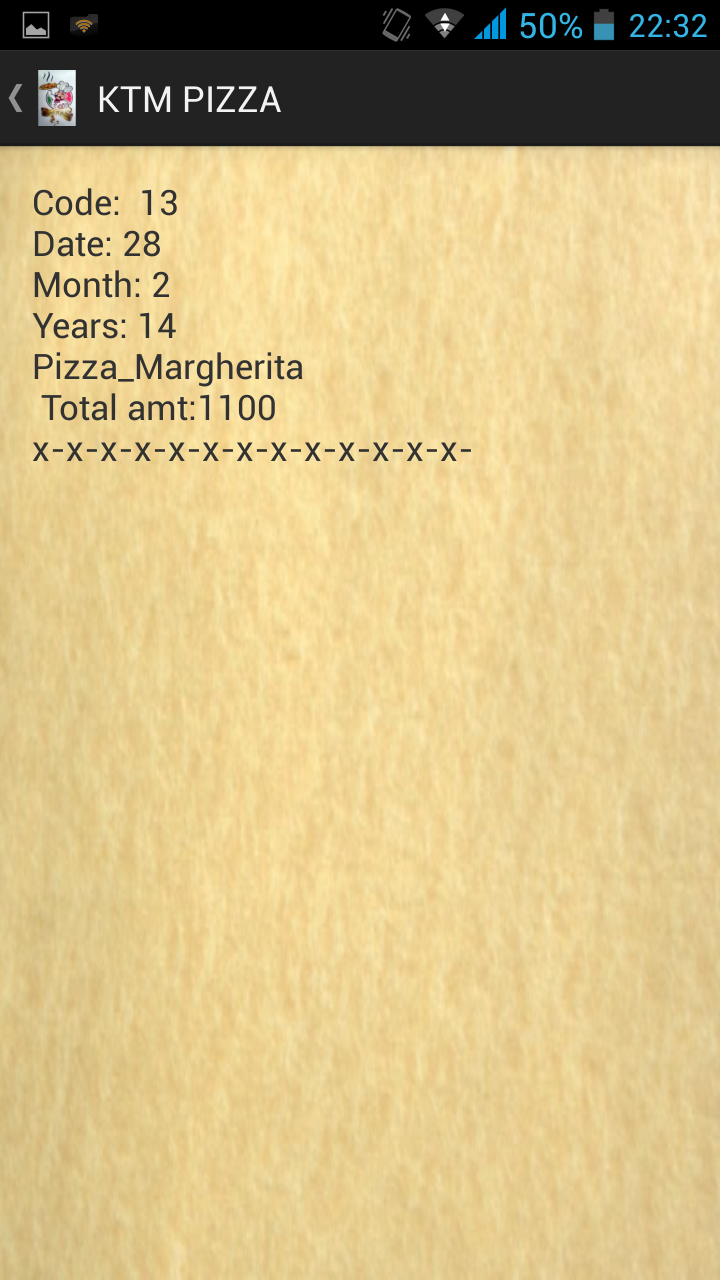 50% 22:32
KTM PIZZA
Code:  13
Date: 28
Month: 2
Years: 14
Pizza_Margherita
 Total amt:1100
x-x-x-x-x-x-x-x-x-x-x-x-x-